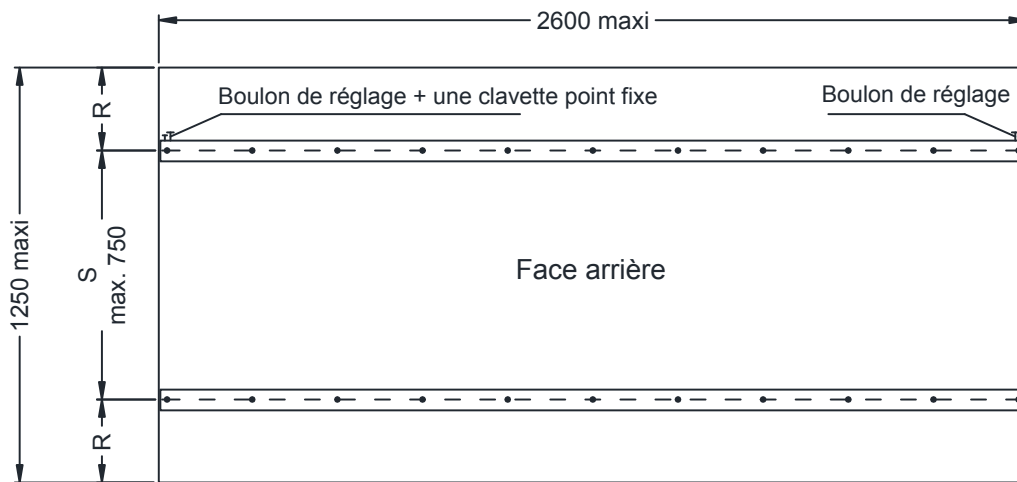 2600 maxi
Boulon de réglage + une clavette point fixe
Boulon de réglage
R
1250 maxi
S
max. 750
Face arrière
R